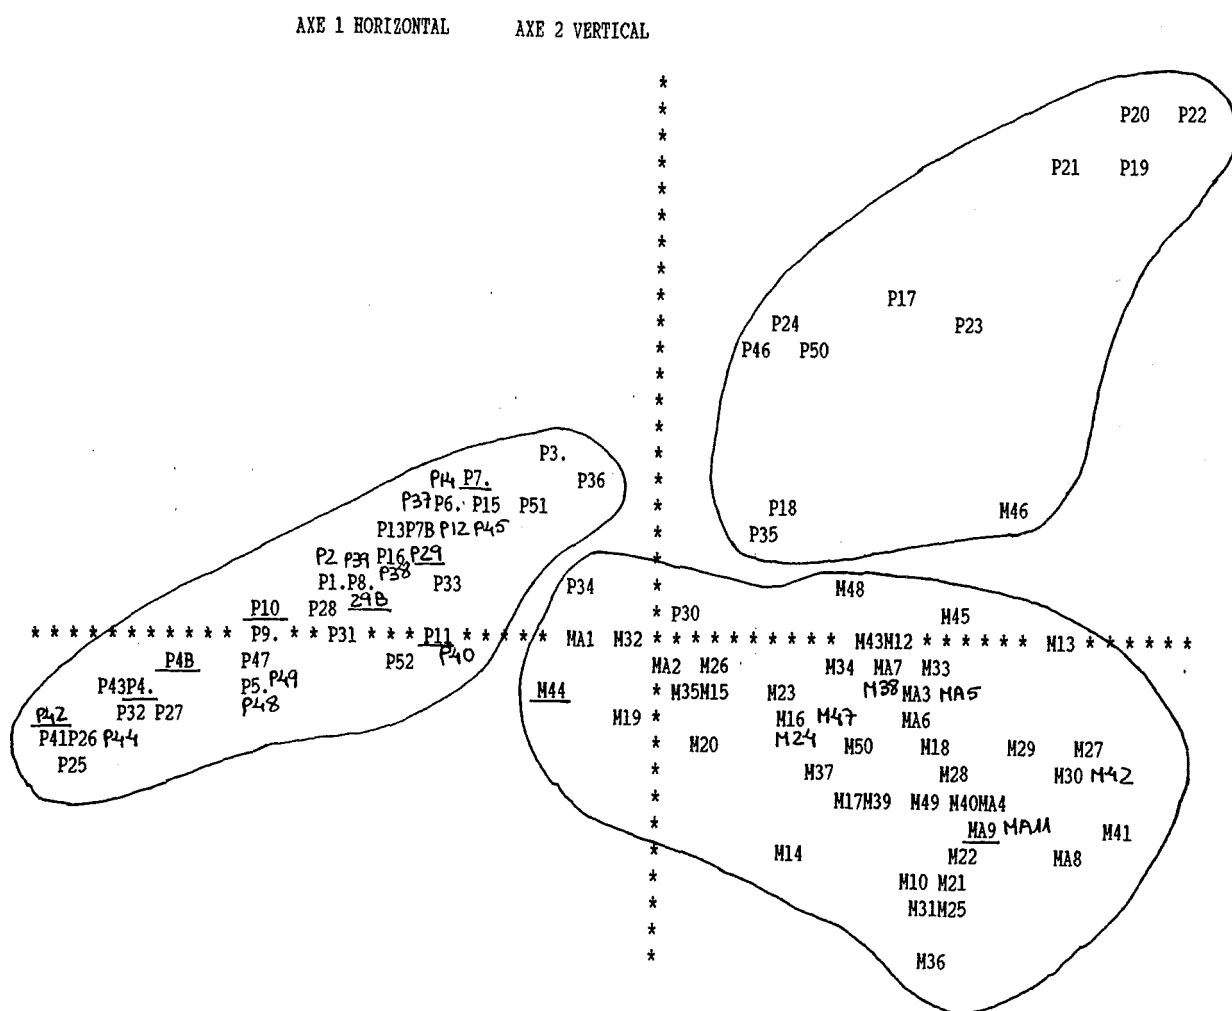 AXE 1 HORIZONTAL AXE 2 VERTICAL
P20 P22
P21 P19
P17
P24 P23
P46 P50
P3.
P14 P7. P36
P37 P6. P15 P51 P18 M46
P13 P7B P12 P45 P35
P2 P39 P16 P29
P1. P8. P38 P33 P34 M48
P10 P28 29B P30 M45
* * * * * * * * * P9. * * P31 * * * P11 * * * * * MA1 M32 * * * * * * * * M43 M12 * * * * * M13 * * * * *
P40
P4B P47 P52 MA2 M26 M34 MA7 M33
P43 P4. P5. P49 M44 * M35 M15 M23 M38 MA3 MA5
P42 P32 P27 P48 M19 * M16 M47 MA6
P41 P26 P44 * M20 M24 M50 M18 M29 M27
P25 M37 M28 M30 M42
M17 M39 M49 M40 MA4
MA9 MA11 M41
M14 M22 MA8
M10 M21
M31 M25
M36